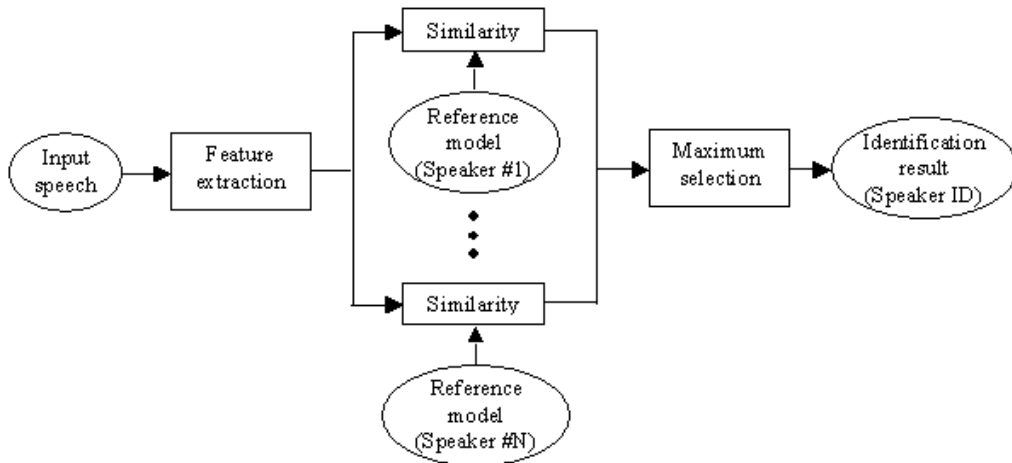 Input
speech
Feature
extraction
Similarity
Reference
model
(Speaker #1)
Similarity
Reference
model
(Speaker #N)
Maximum
selection
Identification
result
(Speaker ID)